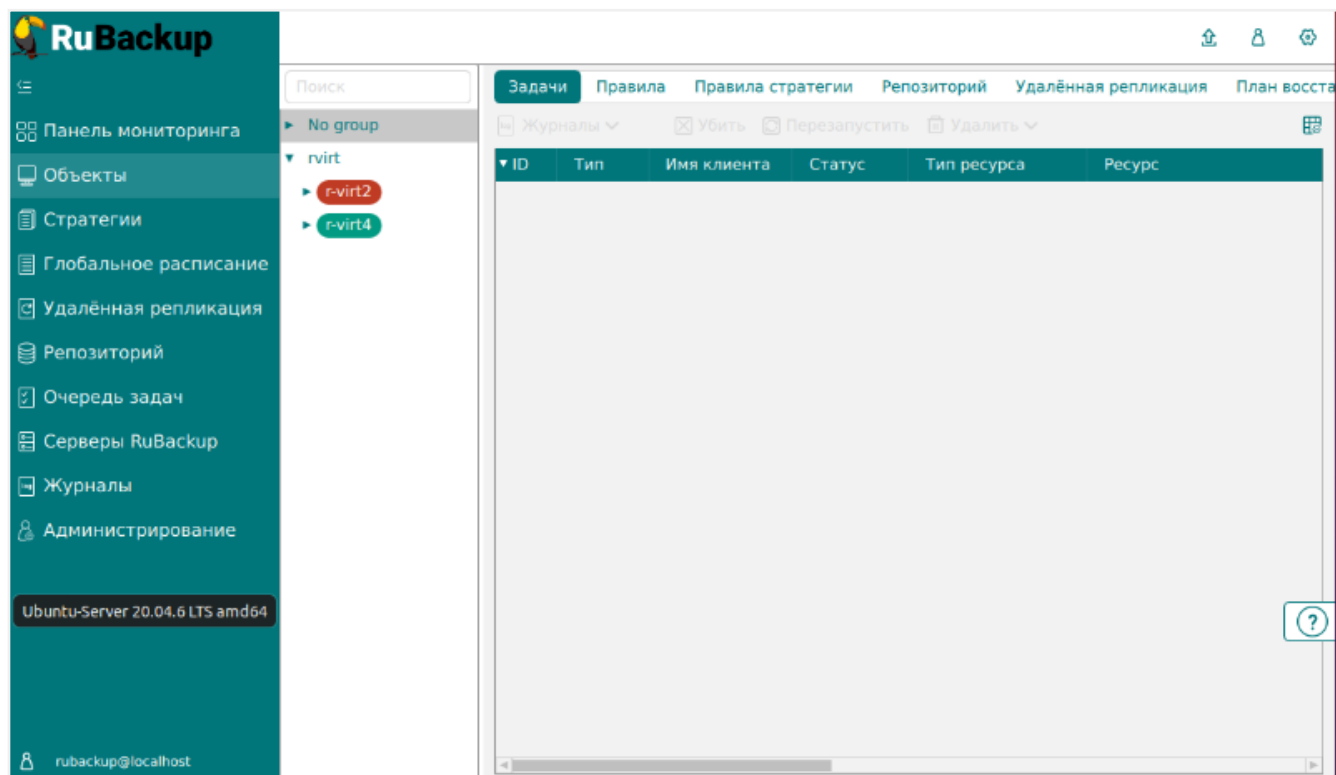 RuBackup
Поиск
Задачи Правила Правила стратегии Репозиторий Удалённая репликация План восста
Панель мониторинга
Объекты
Стратегии
Глобальное расписание
Удалённая репликация
Репозиторий
Очередь задач
Серверы RuBackup
Журналы
Администрирование
Ubuntu-Server 20.04.6 LTS amd64
rubackup@localhost
No group
rvirt
r-virt2
r-virt4
Журналы Убить Перезапустить Удалить
ID Тип Имя клиента Статус Тип ресурса Ресурс
?